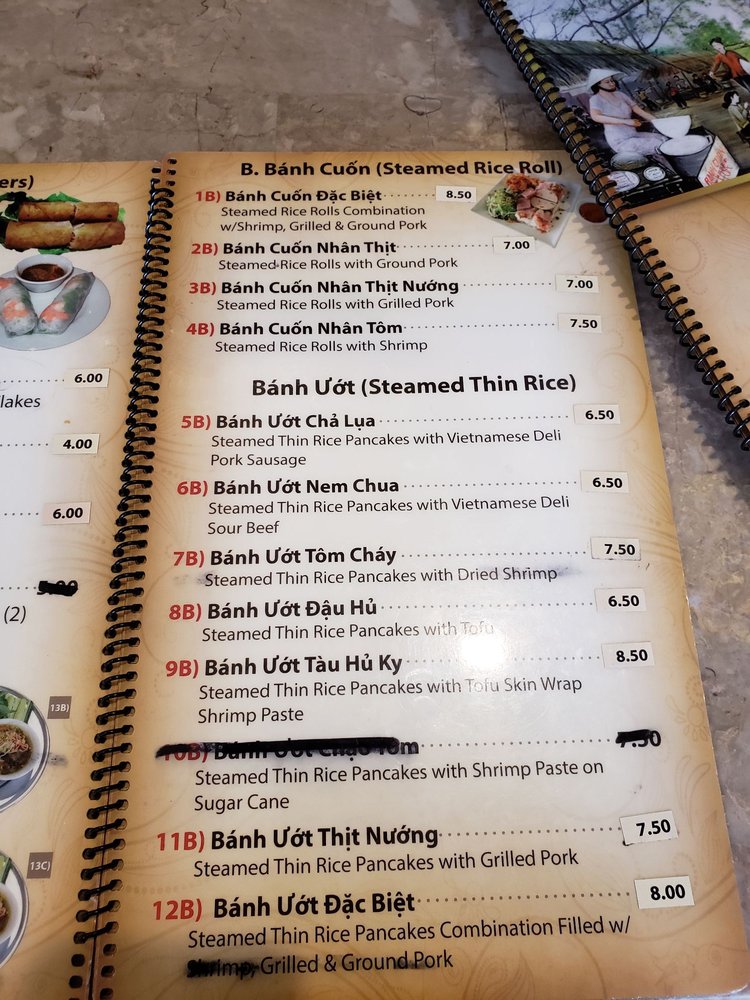 ers)
6.00
lakes
4.00
6.00
(2)
13B)
13C)
B. Bánh Cuốn (Steamed Rice Roll)
1B) Bánh Cuốn Đặc Biệt 8.50
Steamed Rice Rolls Combination
w/Shrimp, Grilled & Ground Pork
2B) Bánh Cuốn Nhân Thịt 7.00
Steamed Rice Rolls with Ground Pork
3B) Bánh Cuốn Nhân Thịt Nướng 7.00
Steamed Rice Rolls with Grilled Pork
4B) Bánh Cuốn Nhân Tôm 7.50
Steamed Rice Rolls with Shrimp
Bánh Ướt (Steamed Thin Rice)
5B) Bánh Ướt Chả Lụa 6.50
Steamed Thin Rice Pancakes with Vietnamese Deli
Pork Sausage
6B) Bánh Ướt Nem Chua 6.50
Steamed Thin Rice Pancakes with Vietnamese Deli
Sour Beef
7B) Bánh Ướt Tôm Cháy 7.50
Steamed Thin Rice Pancakes with Dried Shrimp
8B) Bánh Ướt Đậu Hủ 6.50
Steamed Thin Rice Pancakes with Tofu
9B) Bánh Ướt Tàu Hủ Ky 8.50
Steamed Thin Rice Pancakes with Tofu Skin Wrap
Shrimp Paste
10B) Bánh Ướt Chạo Tôm 7.50
Steamed Thin Rice Pancakes with Shrimp Paste on
Sugar Cane
11B) Bánh Ướt Thịt Nướng 7.50
Steamed Thin Rice Pancakes with Grilled Pork
12B) Bánh Ướt Đặc Biệt 8.00
Steamed Thin Rice Pancakes Combination Filled w/
Shrimp, Grilled & Ground Pork